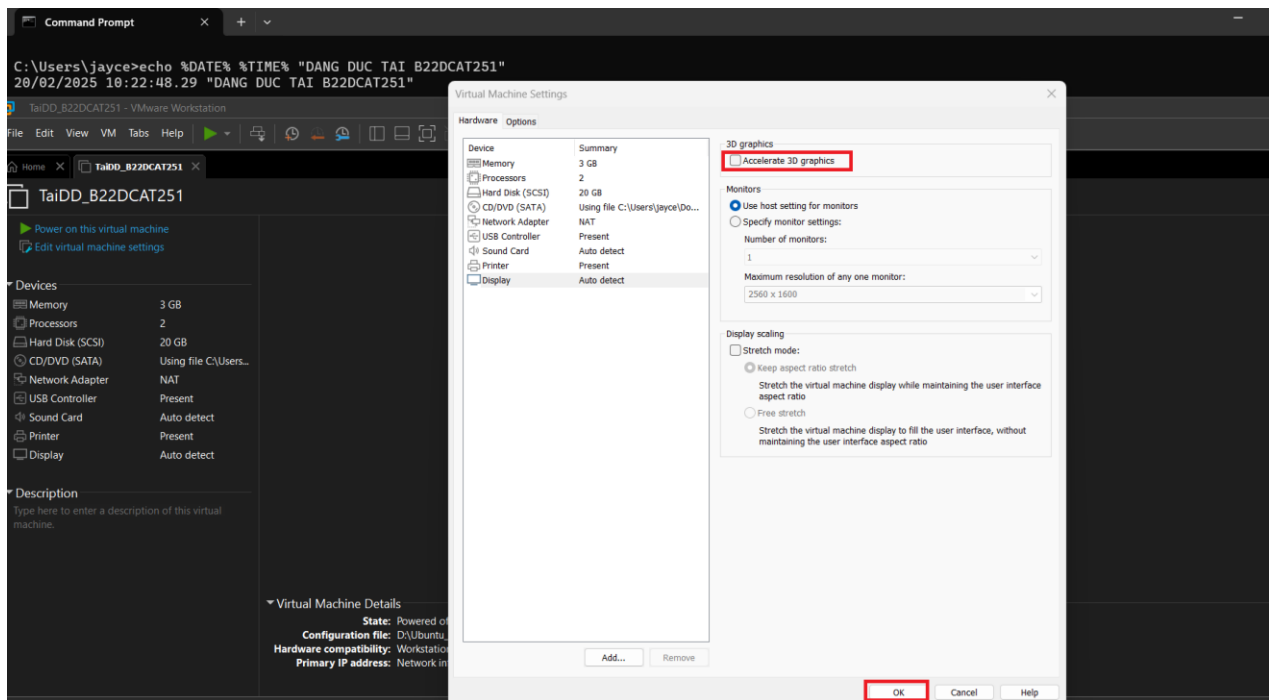 Command Prompt
C:\Users\jayce>echo %DATE% %TIME% "DANG DUC TAI B22DCAT251"
20/02/2025 10:22:48.29 "DANG DUC TAI B22DCAT251"
TaiDD_B22DCAT251 - VMware Workstation
File Edit View VM Tabs Help
Home TaiDD_B22DCAT251
TaiDD_B22DCAT251
Power on this virtual machine
Edit virtual machine settings
Devices
Memory 3 GB
Processors 2
Hard Disk (SCSI) 20 GB
CD/DVD (SATA) Using file C:\Users...
Network Adapter NAT
USB Controller Present
Sound Card Auto detect
Printer Present
Display Auto detect
Description
Type here to enter a description of this virtual
machine.
Virtual Machine Details
State: Powered of
Configuration file: D:\Ubuntu_
Hardware compatibility: Workstatio
Primary IP address: Network in
Virtual Machine Settings
Hardware Options
Device Summary
Memory 3 GB
Processors 2
Hard Disk (SCSI) 20 GB
CD/DVD (SATA) Using file C:\Users\jayce\Do...
Network Adapter NAT
USB Controller Present
Sound Card Auto detect
Printer Present
Display Auto detect
Add... Remove
3D graphics
Accelerate 3D graphics
Monitors
Use host setting for monitors
Specify monitor settings:
Number of monitors:
1
Maximum resolution of any one monitor:
2560 x 1600
Display scaling
Stretch mode:
Keep aspect ratio stretch
Stretch the virtual machine display while maintaining the user interface
aspect ratio
Free stretch
Stretch the virtual machine display to fill the user interface, without
maintaining the user interface aspect ratio
OK Cancel Help